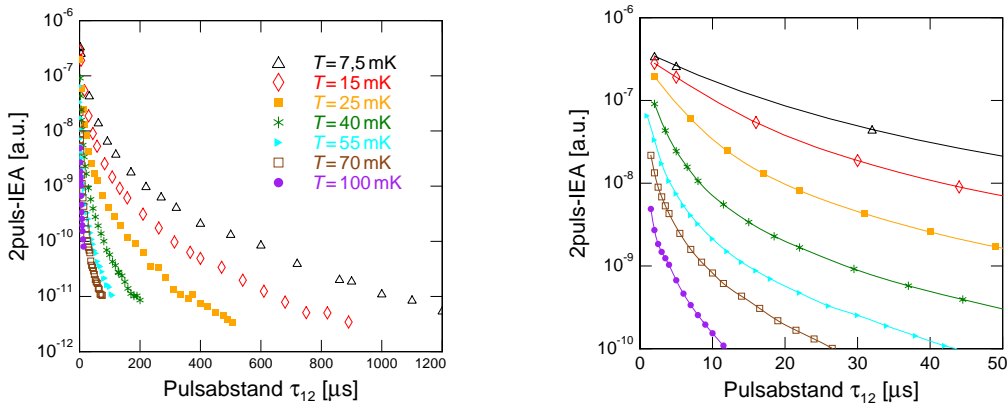 10⁻⁶
10⁻⁷
10⁻⁸
10⁻⁹
10⁻¹⁰
10⁻¹¹
10⁻¹²
2puls-IEA [a.u.]
T = 7,5 mK
T = 15 mK
T = 25 mK
T = 40 mK
T = 55 mK
T = 70 mK
T = 100 mK
0 200 400 600 800 1000 1200
Pulsabstand τ₁₂ [μs]
10⁻⁶
10⁻⁷
10⁻⁸
10⁻⁹
10⁻¹⁰
2puls-IEA [a.u.]
0 10 20 30 40 50
Pulsabstand τ₁₂ [μs]